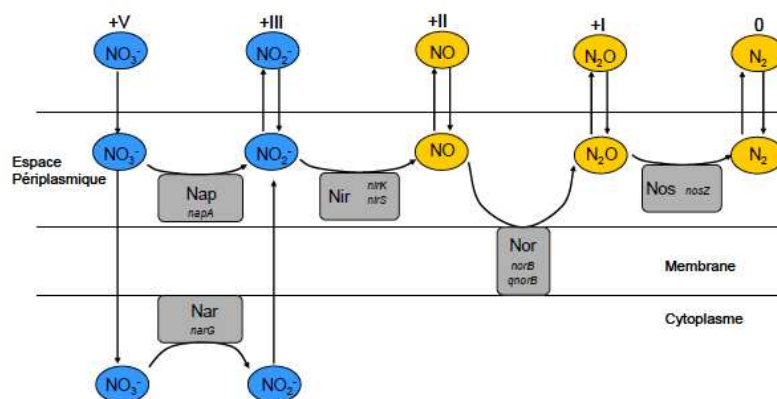 +V +III +II +I 0
NO₃⁻ NO₂⁻ NO N₂O N₂
Espace
Périplasmique
NO₃⁻ NO₂⁻ NO N₂O N₂
Nap
napA
Nir nirK
nirS
Nos nosZ
Nor
norB
qnorB
Membrane
Nar
narG
Cytoplasme
NO₃⁻ NO₂⁻